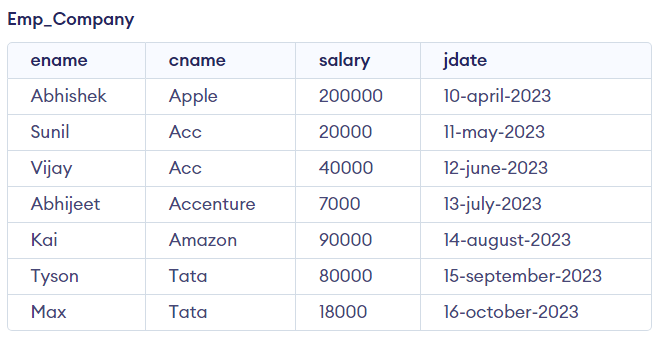 Emp_Company
ename cname salary jdate
Abhishek Apple 200000 10-april-2023
Sunil Acc 20000 11-may-2023
Vijay Acc 40000 12-june-2023
Abhijeet Accenture 7000 13-july-2023
Kai Amazon 90000 14-august-2023
Tyson Tata 80000 15-september-2023
Max Tata 18000 16-october-2023